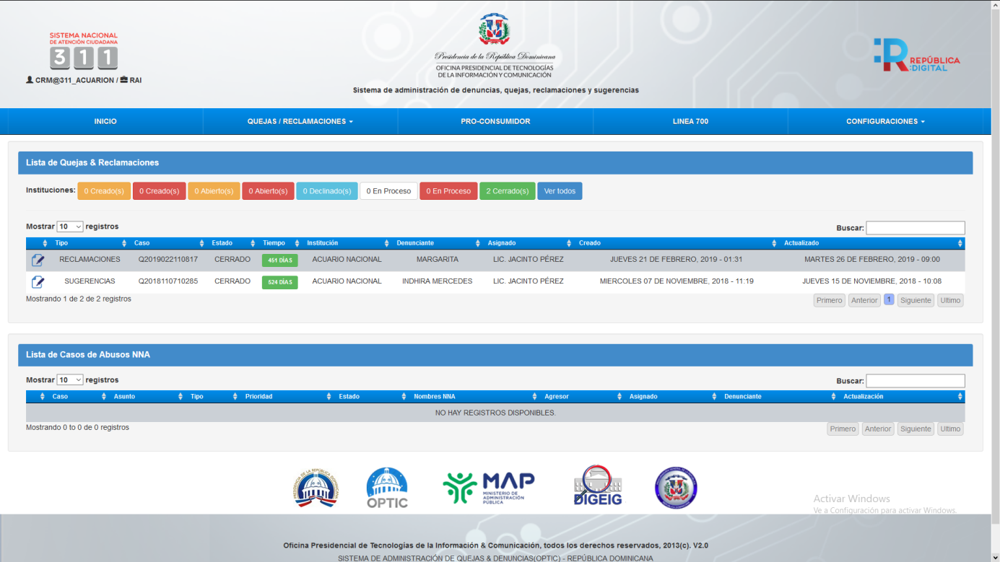 SISTEMA NACIONAL
DE ATENCIÓN CIUDADANA
311
CRM@311_ACUARION / RAI
Presidencia de la República Dominicana
OFICINA PRESIDENCIAL DE TECNOLOGÍAS
DE LA INFORMACIÓN Y COMUNICACIÓN
Sistema de administración de denuncias, quejas, reclamaciones y sugerencias
REPÚBLICA
:DIGITAL
INICIO QUEJAS / RECLAMACIONES PRO-CONSUMIDOR LINEA 700 CONFIGURACIONES
Lista de Quejas & Reclamaciones
Instituciones: 0 Creado(s) 0 Creado(s) 0 Abierto(s) 0 Abierto(s) 0 Declinado(s) 0 En Proceso 0 En Proceso 2 Cerrado(s) Ver todos
Mostrar 10 registros Buscar:
Tipo Caso Estado Tiempo Institución Denunciante Asignado Creado Actualizado
RECLAMACIONES Q2019022110817 CERRADO 451 DÍAS ACUARIO NACIONAL MARGARITA LIC. JACINTO PÉREZ JUEVES 21 DE FEBRERO, 2019 - 01:31 MARTES 26 DE FEBRERO, 2019 - 09:00
SUGERENCIAS Q2018110710285 CERRADO 524 DÍAS ACUARIO NACIONAL INDHIRA MERCEDES LIC. JACINTO PÉREZ MIERCOLES 07 DE NOVIEMBRE, 2018 - 11:19 JUEVES 15 DE NOVIEMBRE, 2018 - 10:08
Mostrando 1 de 2 de 2 registros Primero Anterior 1 Siguiente Ultimo
Lista de Casos de Abusos NNA
Mostrar 10 registros Buscar:
Caso Asunto Tipo Prioridad Estado Nombres NNA Agresor Asignado Denunciante Actualización
NO HAY REGISTROS DISPONIBLES.
Mostrando 0 to 0 de 0 registros Primero Anterior Siguiente Ultimo
OPTIC
MAP
MINISTERIO DE
ADMINISTRACIÓN
PÚBLICA
DIGEIG
Activar Windows
Ve a Configuración para activar Windows.
Oficina Presidencial de Tecnologías de la Información & Comunicación, todos los derechos reservados, 2013(c). V2.0
SISTEMA DE ADMINISTRACIÓN DE QUEJAS & DENUNCIAS(OPTIC) - REPÚBLICA DOMINICANA